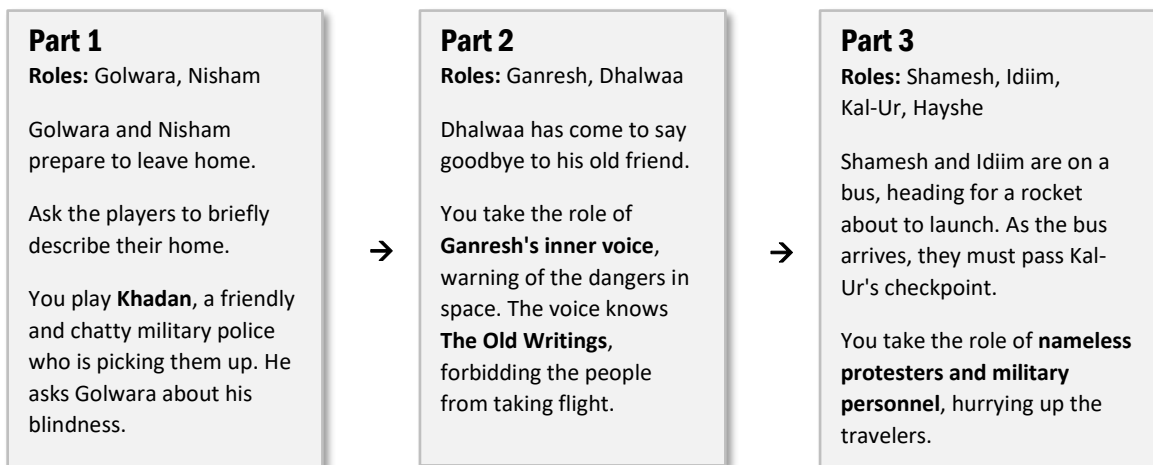 Part 1
Roles: Golwara, Nisham
Golwara and Nisham
prepare to leave home.
Ask the players to briefly
describe their home.
You play Khadan, a friendly
and chatty military police
who is picking them up. He
asks Golwara about his
blindness.
→
Part 2
Roles: Ganresh, Dhalwaa
Dhalwaa has come to say
goodbye to his old friend.
You take the role of
Ganresh's inner voice,
warning of the dangers in
space. The voice knows
The Old Writings,
forbidding the people
from taking flight.
→
Part 3
Roles: Shamesh, Idiim,
Kal-Ur, Hayshe
Shamesh and Idiim are on a
bus, heading for a rocket
about to launch. As the bus
arrives, they must pass Kal-
Ur's checkpoint.
You take the role of nameless
protesters and military
personnel, hurrying up the
travelers.